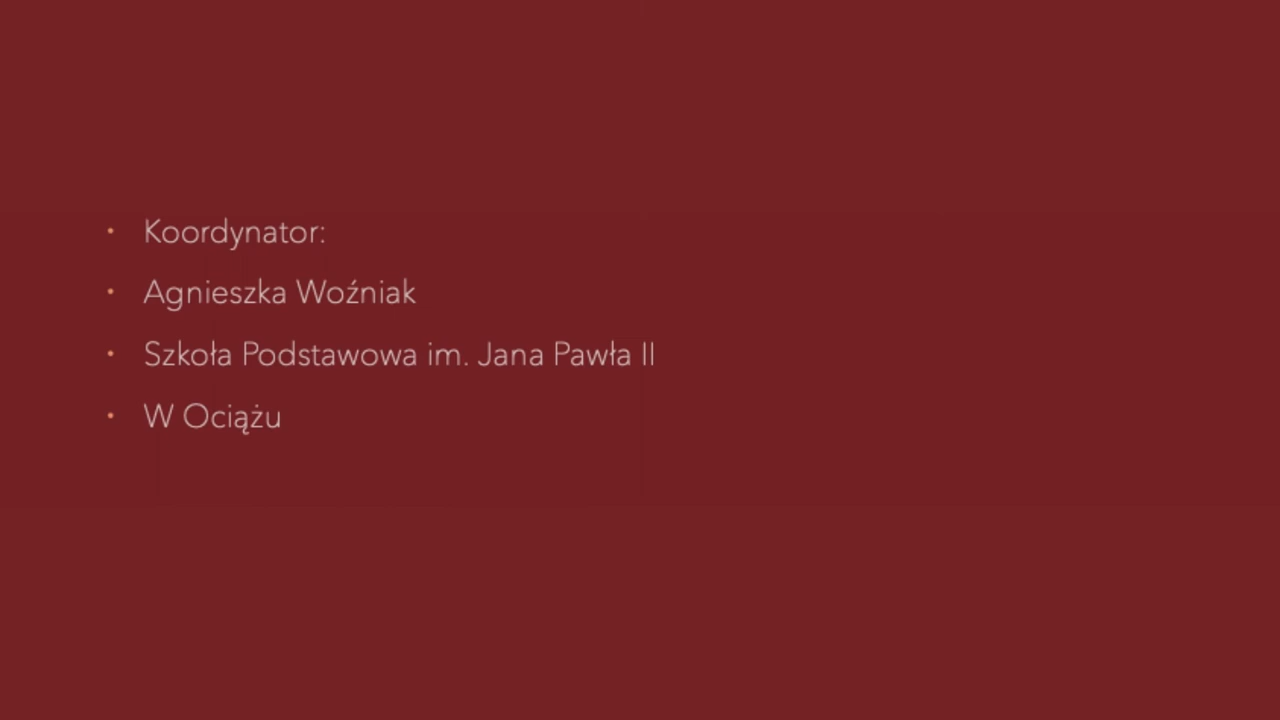 Koordynator:
Agnieszka Woźniak
Szkoła Podstawowa im. Jana Pawła II
W Ociążu